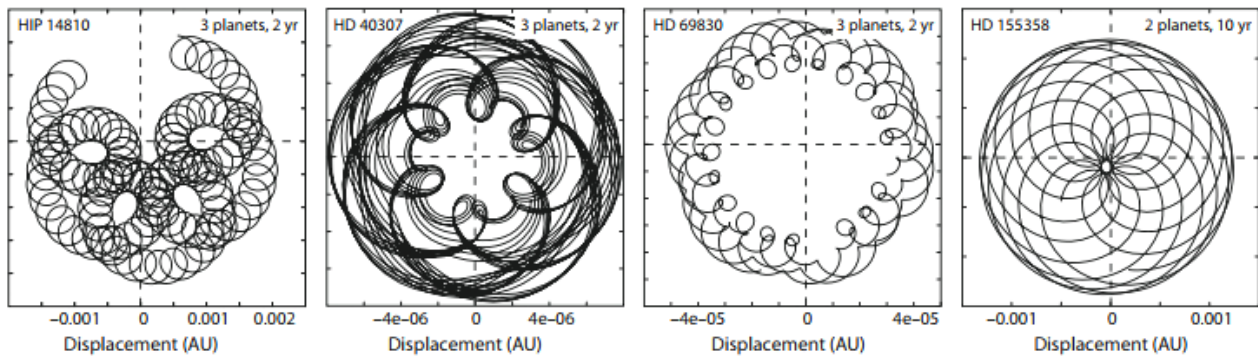 HIP 14810 3 planets, 2 yr
HD 40307 3 planets, 2 yr
HD 69830 3 planets, 2 yr
HD 155358 2 planets, 10 yr
−0.001 0 0.001 0.002
−4e−06 0 4e−06
−4e−05 0 4e−05
−0.001 0 0.001
Displacement (AU)
Displacement (AU)
Displacement (AU)
Displacement (AU)